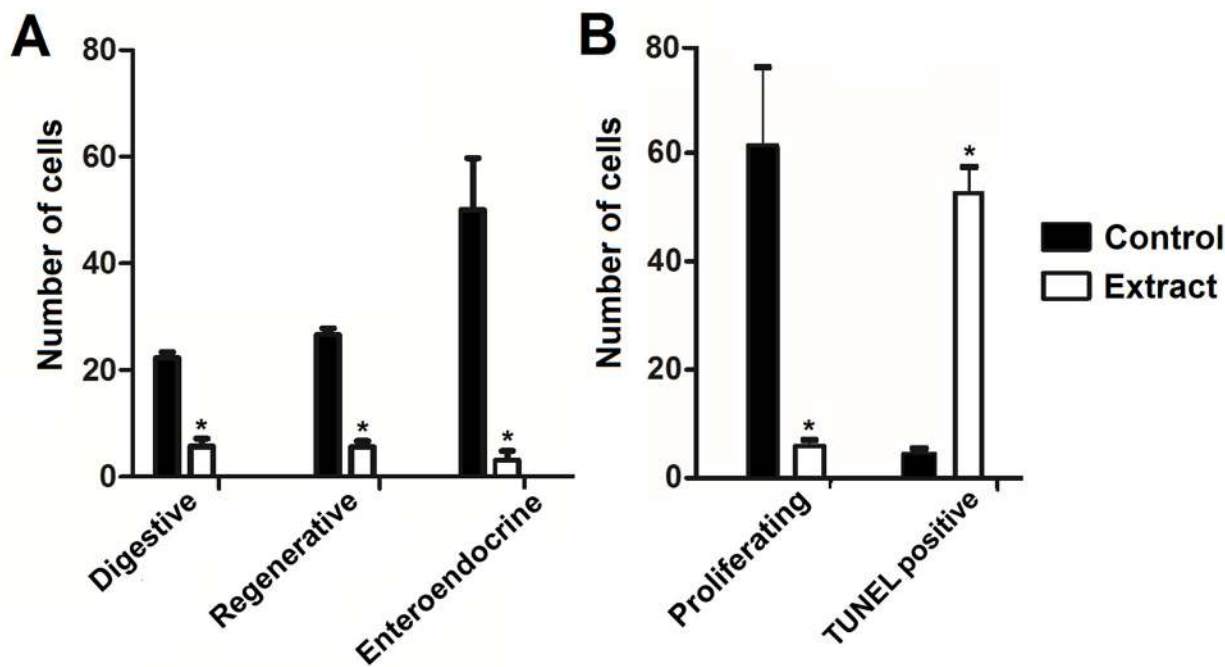 A
Number of cells
80
60
40
20
0
*
*
*
Digestive
Regenerative
Enteroendocrine
B
Number of cells
80
60
40
20
0
*
*
Proliferating
TUNEL positive
Control
Extract